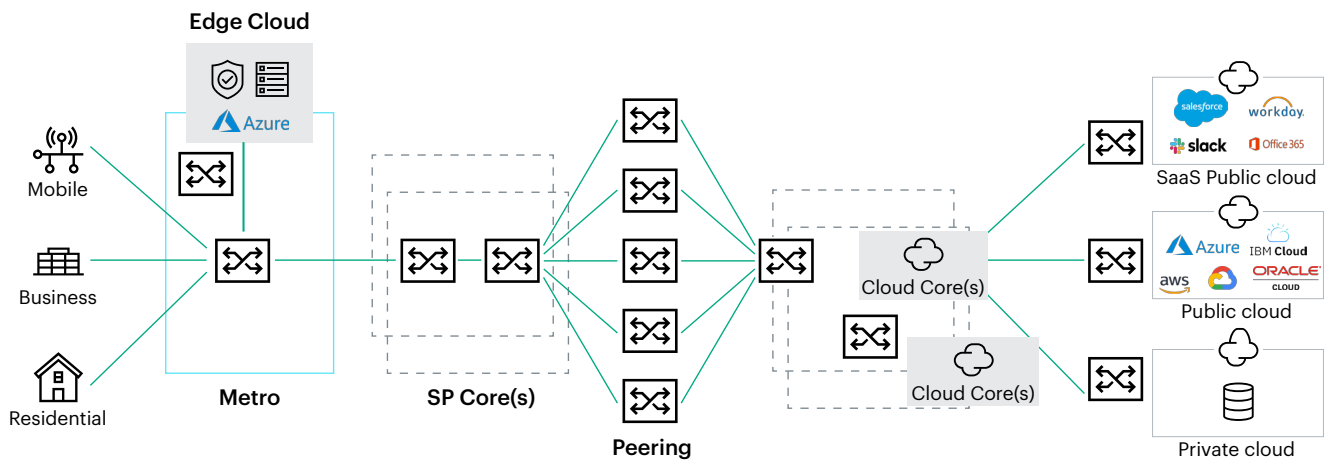 Edge Cloud
Azure
Mobile
Business
Residential
Metro
SP Core(s)
Peering
Cloud Core(s)
Cloud Core(s)
salesforce
workday.
slack
Office 365
SaaS Public cloud
Azure
IBM Cloud
aws
ORACLE
CLOUD
Public cloud
Private cloud